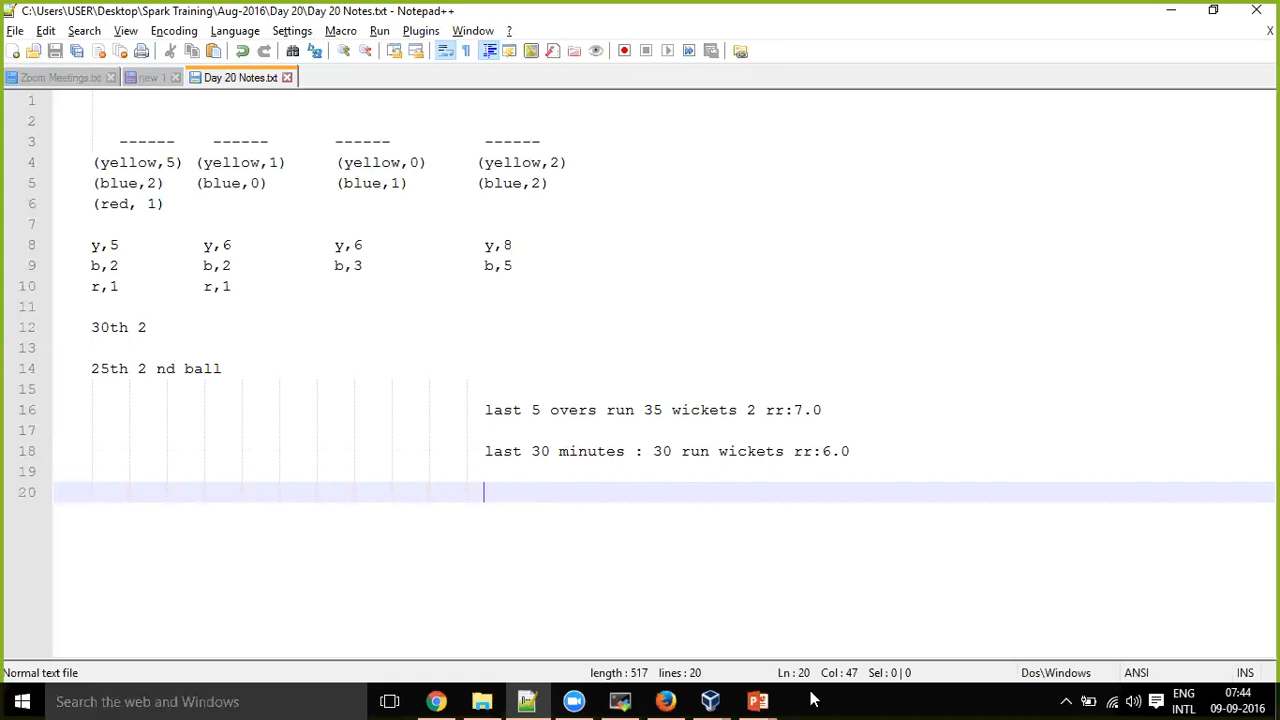 C:\Users\USER\Desktop\Spark Training\Aug-2016\Day 20\Day 20 Notes.txt - Notepad++
File Edit Search View Encoding Language Settings Macro Run Plugins Window ? X
Zoom Meetings.txt new 1 Day 20 Notes.txt
1
2
3 ------ ------ ------ ------
4 (yellow,5) (yellow,1) (yellow,0) (yellow,2)
5 (blue,2) (blue,0) (blue,1) (blue,2)
6 (red, 1)
7
8 y,5 y,6 y,6 y,8
9 b,2 b,2 b,3 b,5
10 r,1 r,1
11
12 30th 2
13
14 25th 2 nd ball
15
16 last 5 overs run 35 wickets 2 rr:7.0
17
18 last 30 minutes : 30 run wickets rr:6.0
19
20
Normal text file length : 517 lines : 20 Ln : 20 Col : 47 Sel : 0 | 0 Dos\Windows ANSI INS
Search the web and Windows
ENG 07:44
INTL 09-09-2016